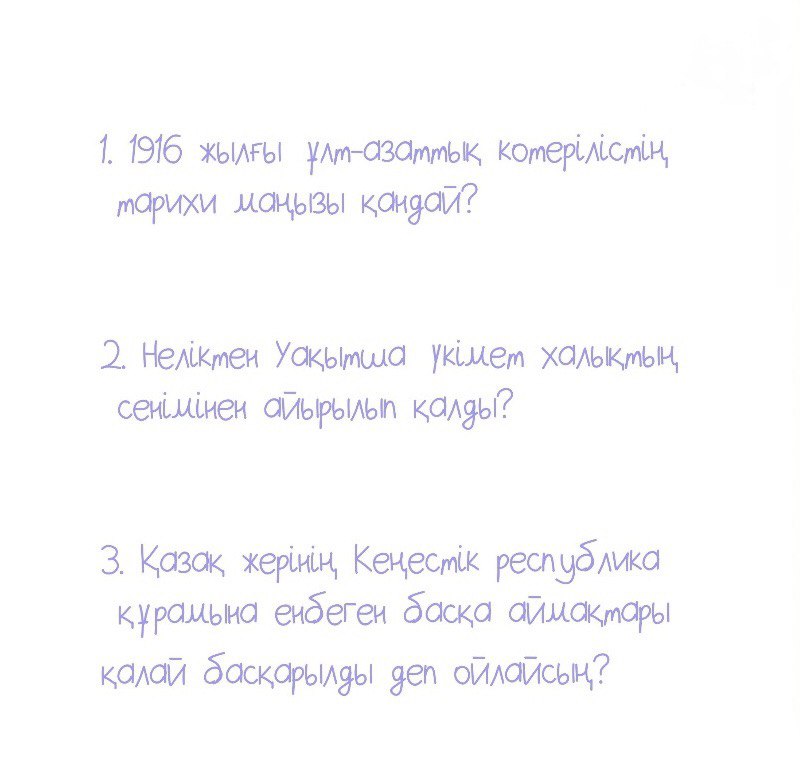 1. 1916 жылғы ұлт-азаттық котерілістің
тарихи маңызы қандай?
2. Неліктен Уақытша үкімет халықтың
сенімінен айырылып қалды?
3. Қазақ жерінің Кеңестік республика
құрамына енбеген басқа аймақтары
қалай басқарылды деп ойлайсың?